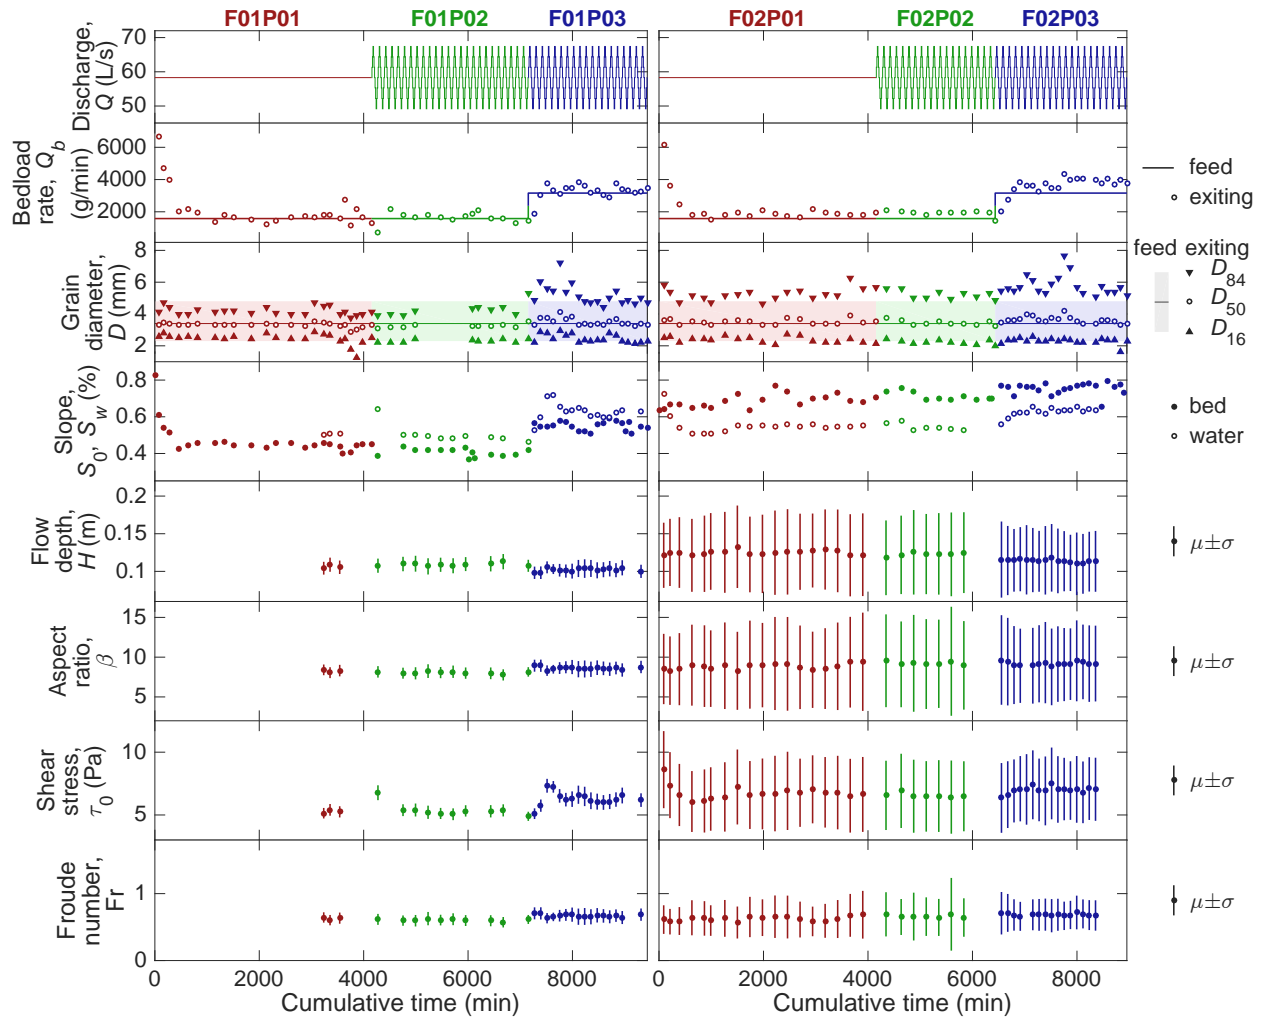 F01P01 F01P02 F01P03 F02P01 F02P02 F02P03
Discharge,
Q (L/s)
70
60
50
Bedload
rate, Qb
(g/min)
6000
4000
2000
feed
exiting
Grain
diameter,
D (mm)
8
6
4
2
feed exiting
D84
D50
D16
Slope,
S0, Sw (%)
0.8
0.6
0.4
bed
water
Flow
depth,
H (m)
0.2
0.15
0.1
μ±σ
Aspect
ratio,
β
15
10
5
μ±σ
Shear
stress,
τ0 (Pa)
10
5
μ±σ
Froude
number,
Fr
1
0
μ±σ
0 2000 4000 6000 8000 0 2000 4000 6000 8000
Cumulative time (min) Cumulative time (min)